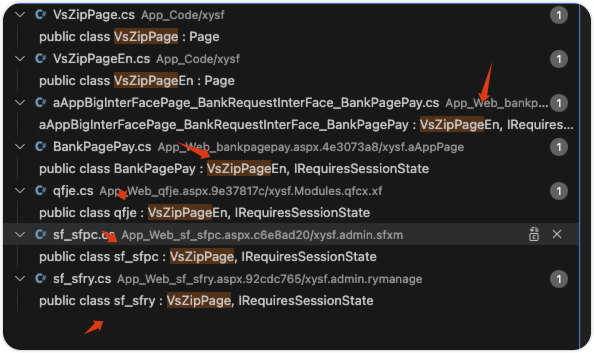 VsZipPage.cs App_Code/xysf 1
public class VsZipPage : Page
VsZipPageEn.cs App_Code/xysf 1
public class VsZipPageEn : Page
aAppBigInterFacePage_BankRequestInterFace_BankPagePay.cs App_Web_bankp... 1
aAppBigInterFacePage_BankRequestInterFace_BankPagePay : VsZipPageEn, IRequires...
BankPagePay.cs App_Web_bankpagepay.aspx.4e3073a8/xysf.aAppPage 1
public class BankPagePay : VsZipPageEn, IRequiresSessionState
qfje.cs App_Web_qfje.aspx.9e37817c/xysf.Modules.qfcx.xf 1
public class qfje : VsZipPageEn, IRequiresSessionState
sf_sfpc.cs App_Web_sf_sfpc.aspx.c6e8ad20/xysf.admin.sfxm
public class sf_sfpc : VsZipPage, IRequiresSessionState
sf_sfry.cs App_Web_sf_sfry.aspx.92cdc765/xysf.admin.rymanage 1
public class sf_sfry : VsZipPage, IRequiresSessionState